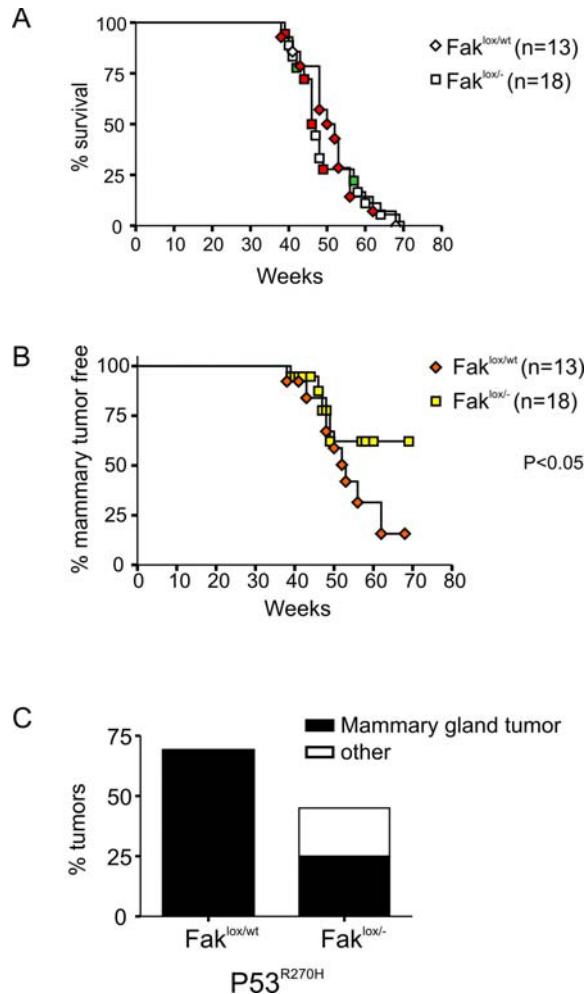 A
100
75
50
25
0
% survival
0 10 20 30 40 50 60 70 80
Weeks
Fak^lox/wt (n=13)
Fak^lox/- (n=18)
B
100
75
50
25
0
% mammary tumor free
0 10 20 30 40 50 60 70 80
Weeks
Fak^lox/wt (n=13)
Fak^lox/- (n=18)
P<0.05
C
75
50
25
0
% tumors
Mammary gland tumor
other
Fak^lox/wt Fak^lox/-
P53^R270H